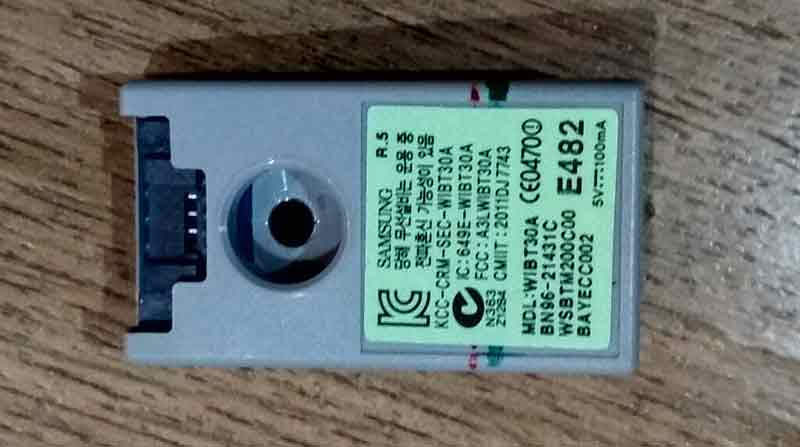 SAMSUNG R.5
당해 무선설비는 운용 중
전파혼신 가능성이 있음
KCC-CRM-SEC-WIBT30A
IC:649E-WIBT30A
FCC: A3LWIBT30A
CMIIT: 2011DJ7743
N363
Z1284
MDL:WIBT30A CE0470
BN96-21431C
WSBTM200C00
BAYECC002
E482
5V⎓100mA